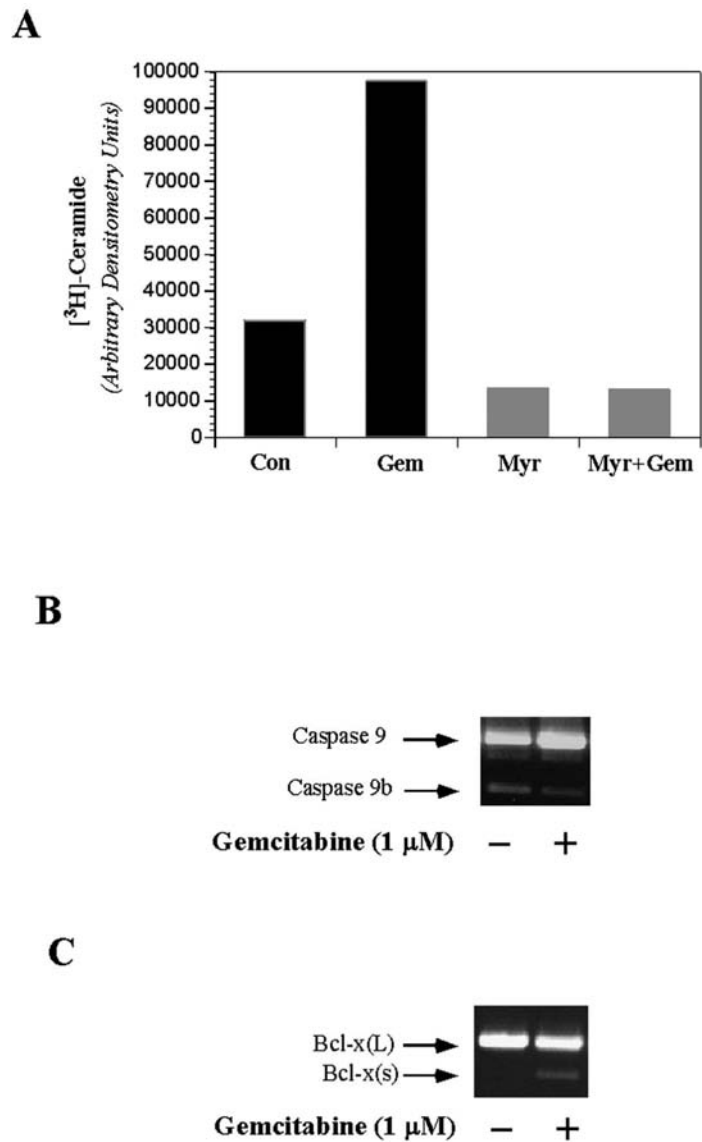 A
100000
90000
80000
70000
60000
50000
40000
30000
20000
10000
0
[³H]-Ceramide
(Arbitrary Densitometry Units)
Con Gem Myr Myr+Gem
B
Caspase 9
Caspase 9b
Gemcitabine (1 μM) − +
C
Bcl-x(L)
Bcl-x(s)
Gemcitabine (1 μM) − +